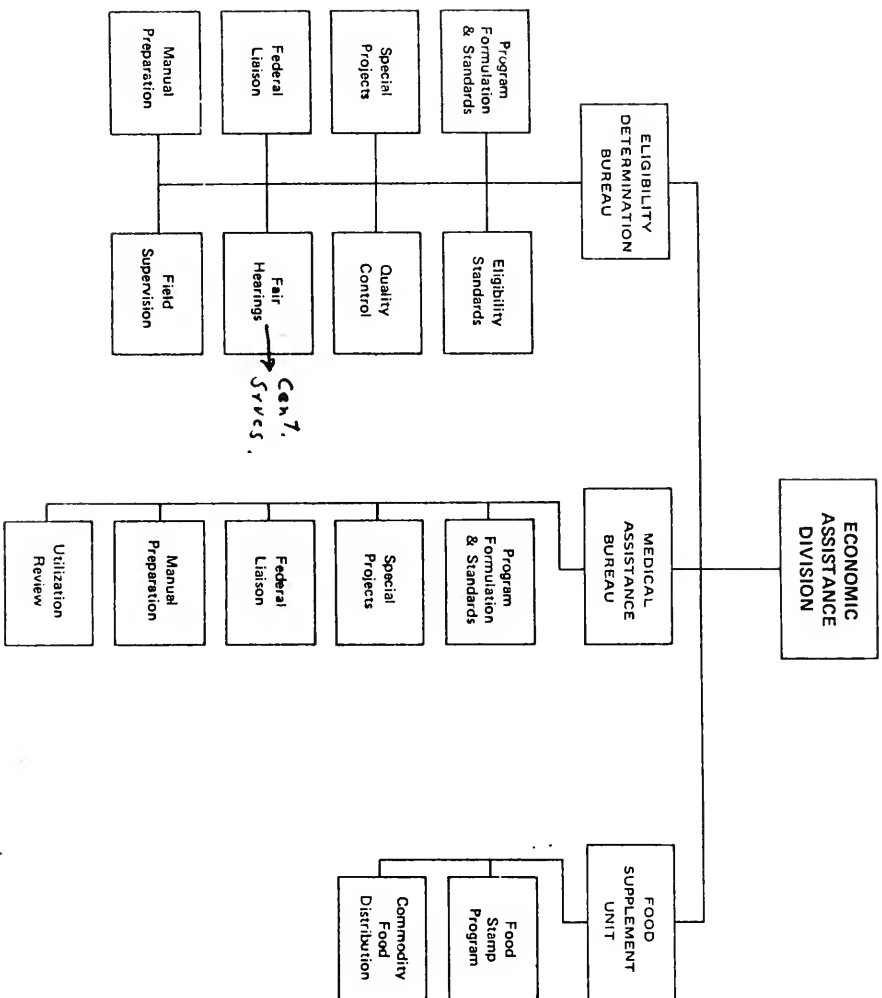 ECONOMIC
ASSISTANCE
DIVISION
ELIGIBILITY
DETERMINATION
BUREAU
Program
Formulation
& Standards
Eligibility
Standards
Special
Projects
Quality
Control
Federal
Liaison
Fair
Hearings
Cent.
Srvcs.
Manual
Preparation
Field
Supervision
MEDICAL
ASSISTANCE
BUREAU
Program
Formulation
& Standards
Special
Projects
Federal
Liaison
Manual
Preparation
Utilization
Review
FOOD
SUPPLEMENT
UNIT
Food
Stamp
Program
Commodity
Food
Distribution